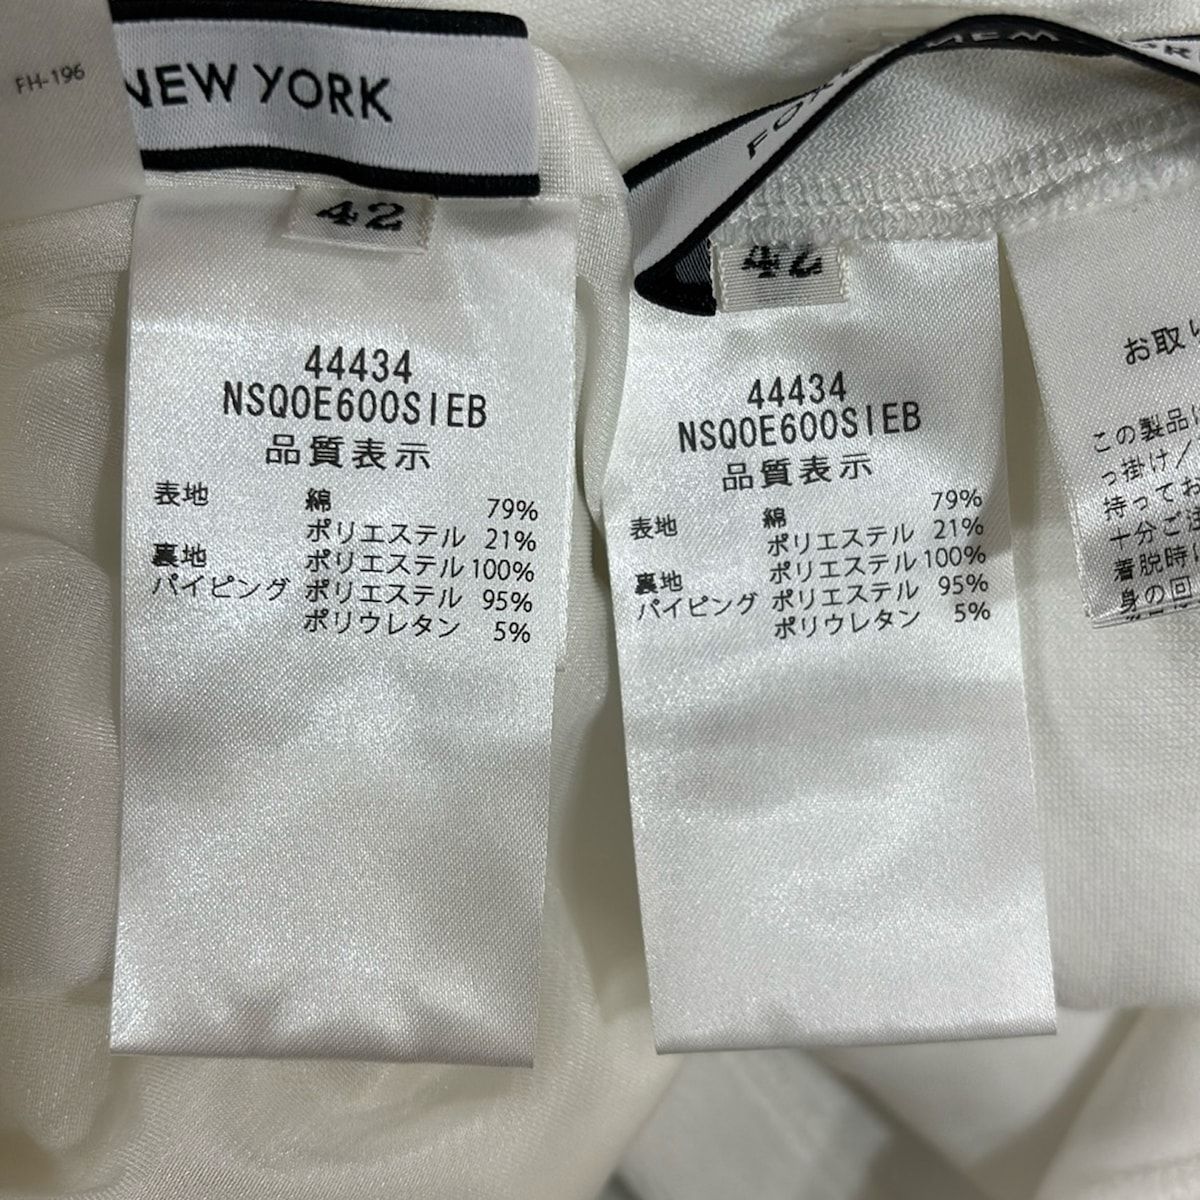 FH-196
NEW YORK
42
44434
NSQOE600SIEB
品質表示
表地 綿 79%
ポリエステル 21%
裏地 ポリエステル 100%
パイピング ポリエステル 95%
ポリウレタン 5%
42
44434
NSQOE600SIEB
品質表示
表地 綿 79%
ポリエステル 21%
裏地 ポリエステル 100%
パイピング ポリエステル 95%
ポリウレタン 5%
お取り
この製品
っ掛け/
持ってお
十分ご注
着脱時
身の回